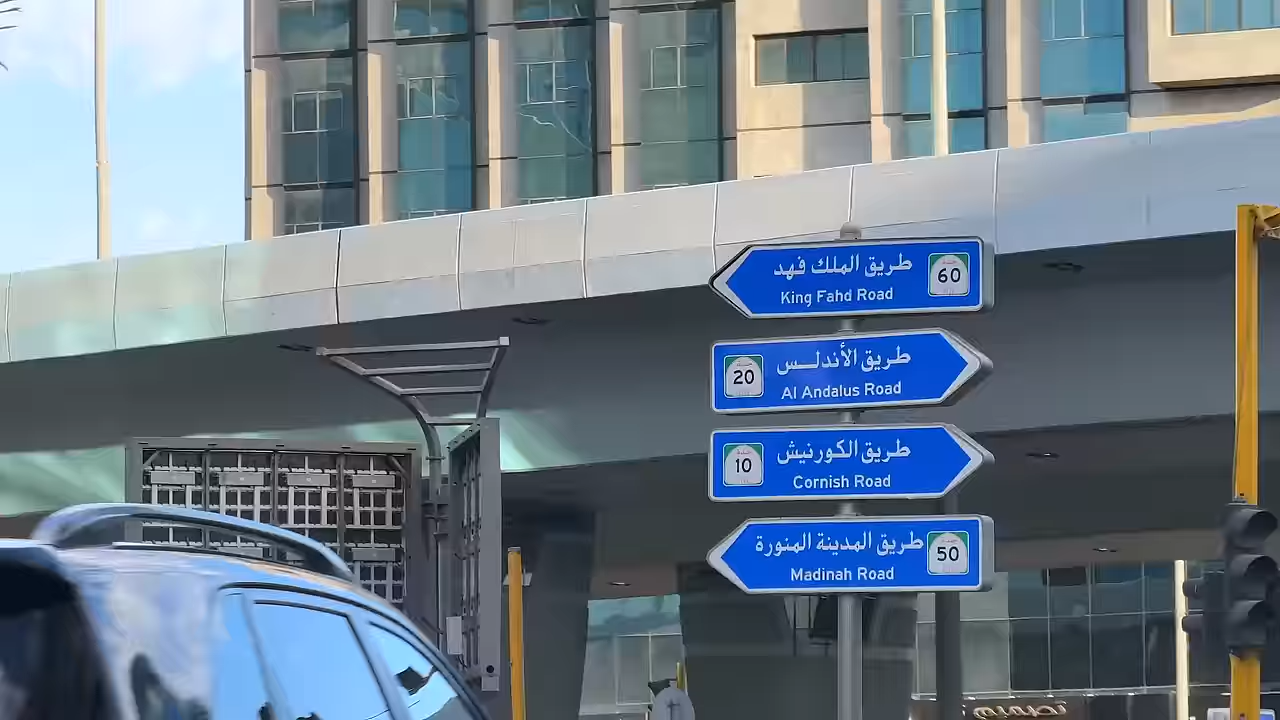 طريق الملك فهد
60
King Fahd Road
طريق الأندلـــس
20
Al Andalus Road
طريق الكورنيش
10
Cornish Road
طريق المدينة المنورة
50
Madinah Road